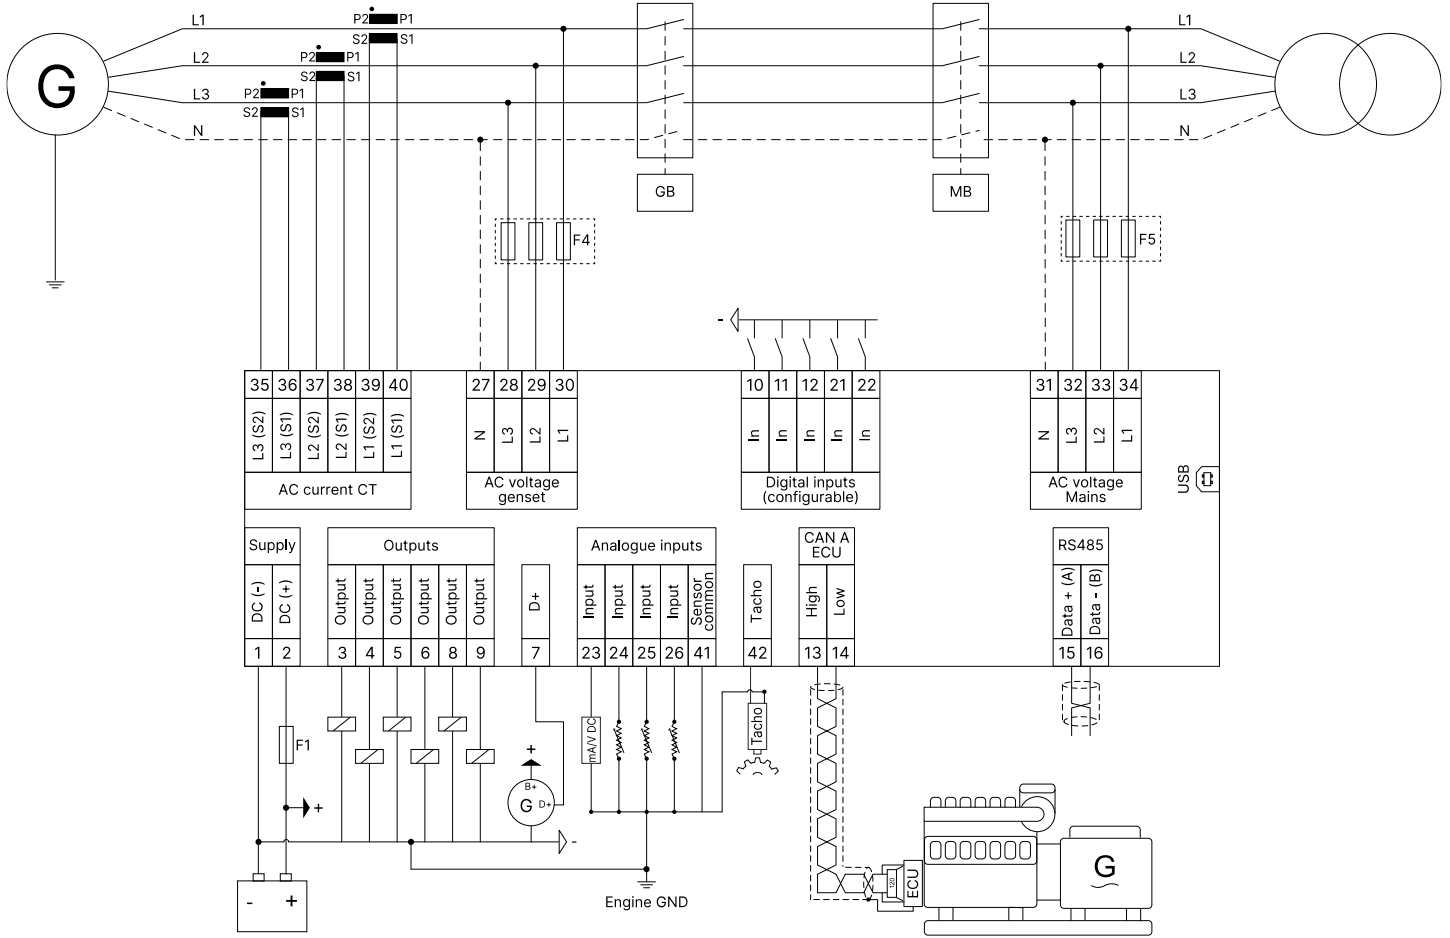 L1
P2 P1
S2 S1
L1
L2
P2 P1
S2 S1
L2
G
L3
P2 P1
S2 S1
L3
N
N
GB
MB
F4
F5
-
35 36 37 38 39 40
27 28 29 30
10 11 12 21 22
31 32 33 34
L3 (S2)
L3 (S1)
L2 (S2)
L2 (S1)
L1 (S2)
L1 (S1)
N
L3
L2
L1
In
In
In
In
In
N
L3
L2
L1
AC current CT
AC voltage
genset
Digital inputs
(configurable)
AC voltage
Mains
USB
Supply
Outputs
Analogue inputs
CAN A
ECU
RS485
DC (-)
DC (+)
Output
Output
Output
Output
Output
Output
D+
Input
Input
Input
Input
Sensor
common
Tacho
High
Low
Data + (A)
Data - (B)
1 2
3 4 5 6 8 9
7
23 24 25 26 41
42
13 14
15 16
F1
+
+
B+
G D+
-
mA/V DC
Tacho
- +
Engine GND
120
ECU
G